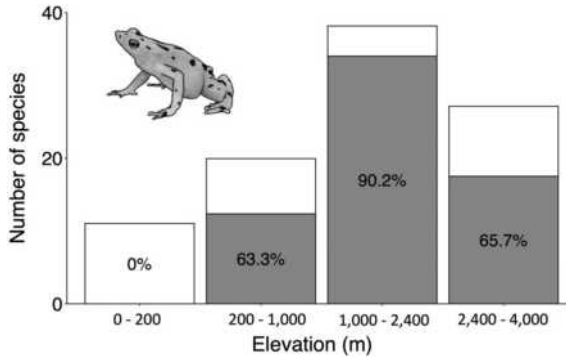 40
20
0
Number of species
0%
63.3%
90.2%
65.7%
0 - 200
200 - 1,000
1,000 - 2,400
2,400 - 4,000
Elevation (m)